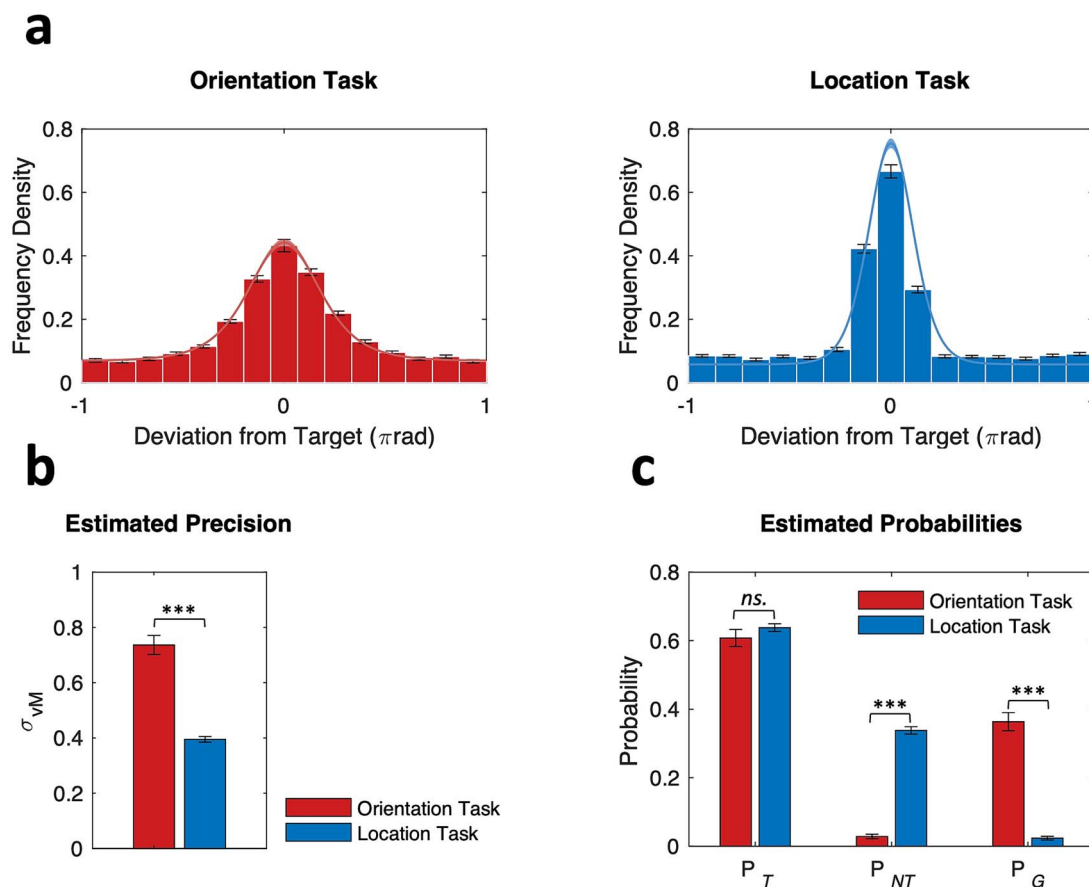 a
Orientation Task
Location Task
0.8
0.6
0.4
0.2
0
Frequency Density
-1 0 1
Deviation from Target (πrad)
0.8
0.6
0.4
0.2
0
Frequency Density
-1 0 1
Deviation from Target (πrad)
b
Estimated Precision
1
0.8
0.6
0.4
0.2
0
σvM
***
Orientation Task
Location Task
c
Estimated Probabilities
0.8
0.6
0.4
0.2
0
Probability
ns.
***
***
Orientation Task
Location Task
P T P NT P G